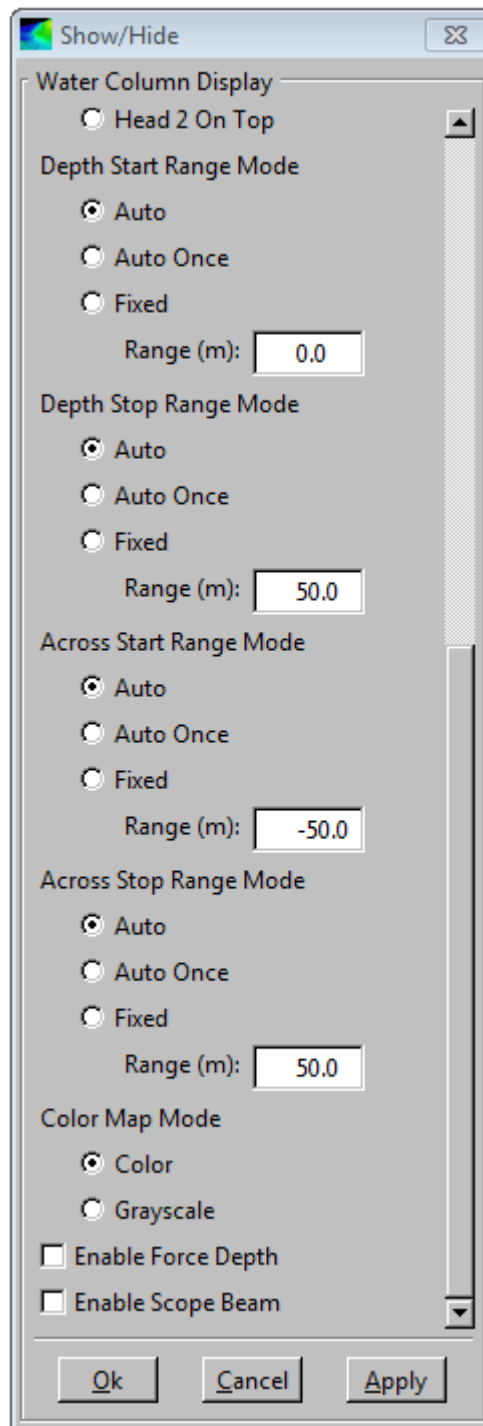 Show/Hide
Water Column Display
Head 2 On Top
Depth Start Range Mode
Auto
Auto Once
Fixed
Range (m): 0.0
Depth Stop Range Mode
Auto
Auto Once
Fixed
Range (m): 50.0
Across Start Range Mode
Auto
Auto Once
Fixed
Range (m): -50.0
Across Stop Range Mode
Auto
Auto Once
Fixed
Range (m): 50.0
Color Map Mode
Color
Grayscale
Enable Force Depth
Enable Scope Beam
Ok Cancel Apply